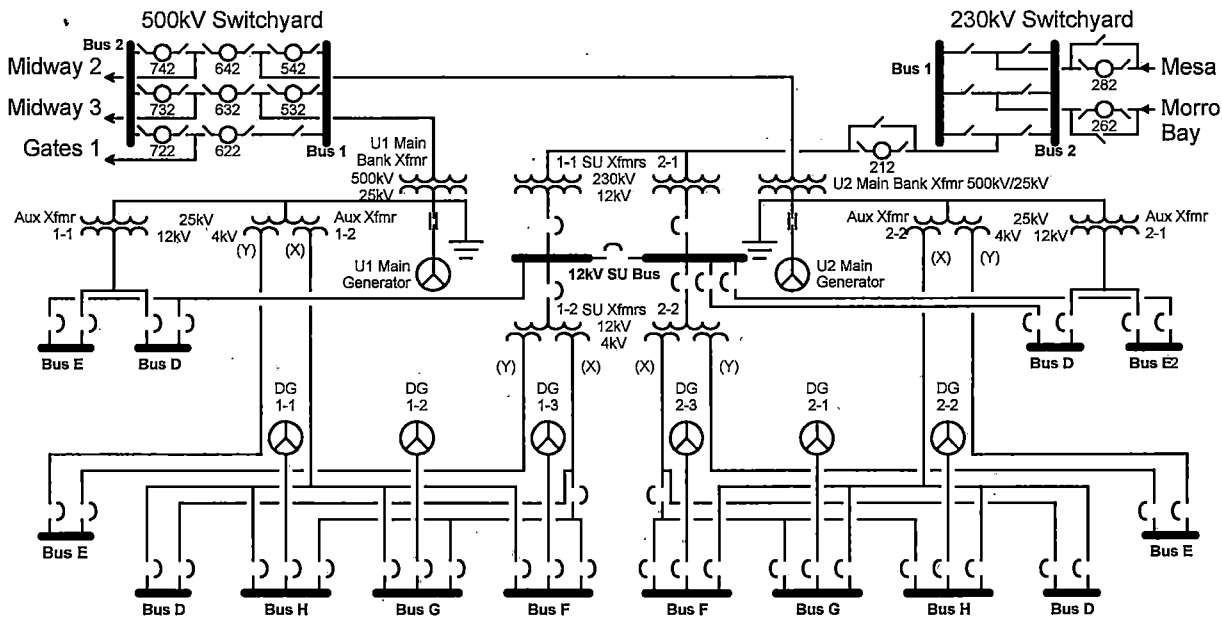 500kV Switchyard
230kV Switchyard
Bus 2
742
642
542
Midway 2
732
632
532
Midway 3
722
622
Gates 1
Bus 1
Bus 1
Bus 2
282
Mesa
262
Morro
Bay
212
U1 Main
Bank Xfmr
500kV
25kV
1-1 SU Xfmrs 2-1
230kV
12kV
U2 Main Bank Xfmr 500kV/25kV
Aux Xfmr
1-1
25kV
12kV
4kV
Aux Xfmr
1-2
(Y)
(X)
U1 Main
Generator
12kV SU Bus
U2 Main
Generator
Aux Xfmr
2-2
25kV
4kV
12kV
Aux Xfmr
2-1
(X)
(Y)
1-2 SU Xfmrs 2-2
12kV
4kV
(Y)
(X)
(X)
(Y)
Bus E
Bus D
Bus D
Bus E2
DG
1-1
DG
1-2
DG
1-3
DG
2-3
DG
2-1
DG
2-2
Bus E
Bus E
Bus D
Bus H
Bus G
Bus F
Bus F
Bus G
Bus H
Bus D